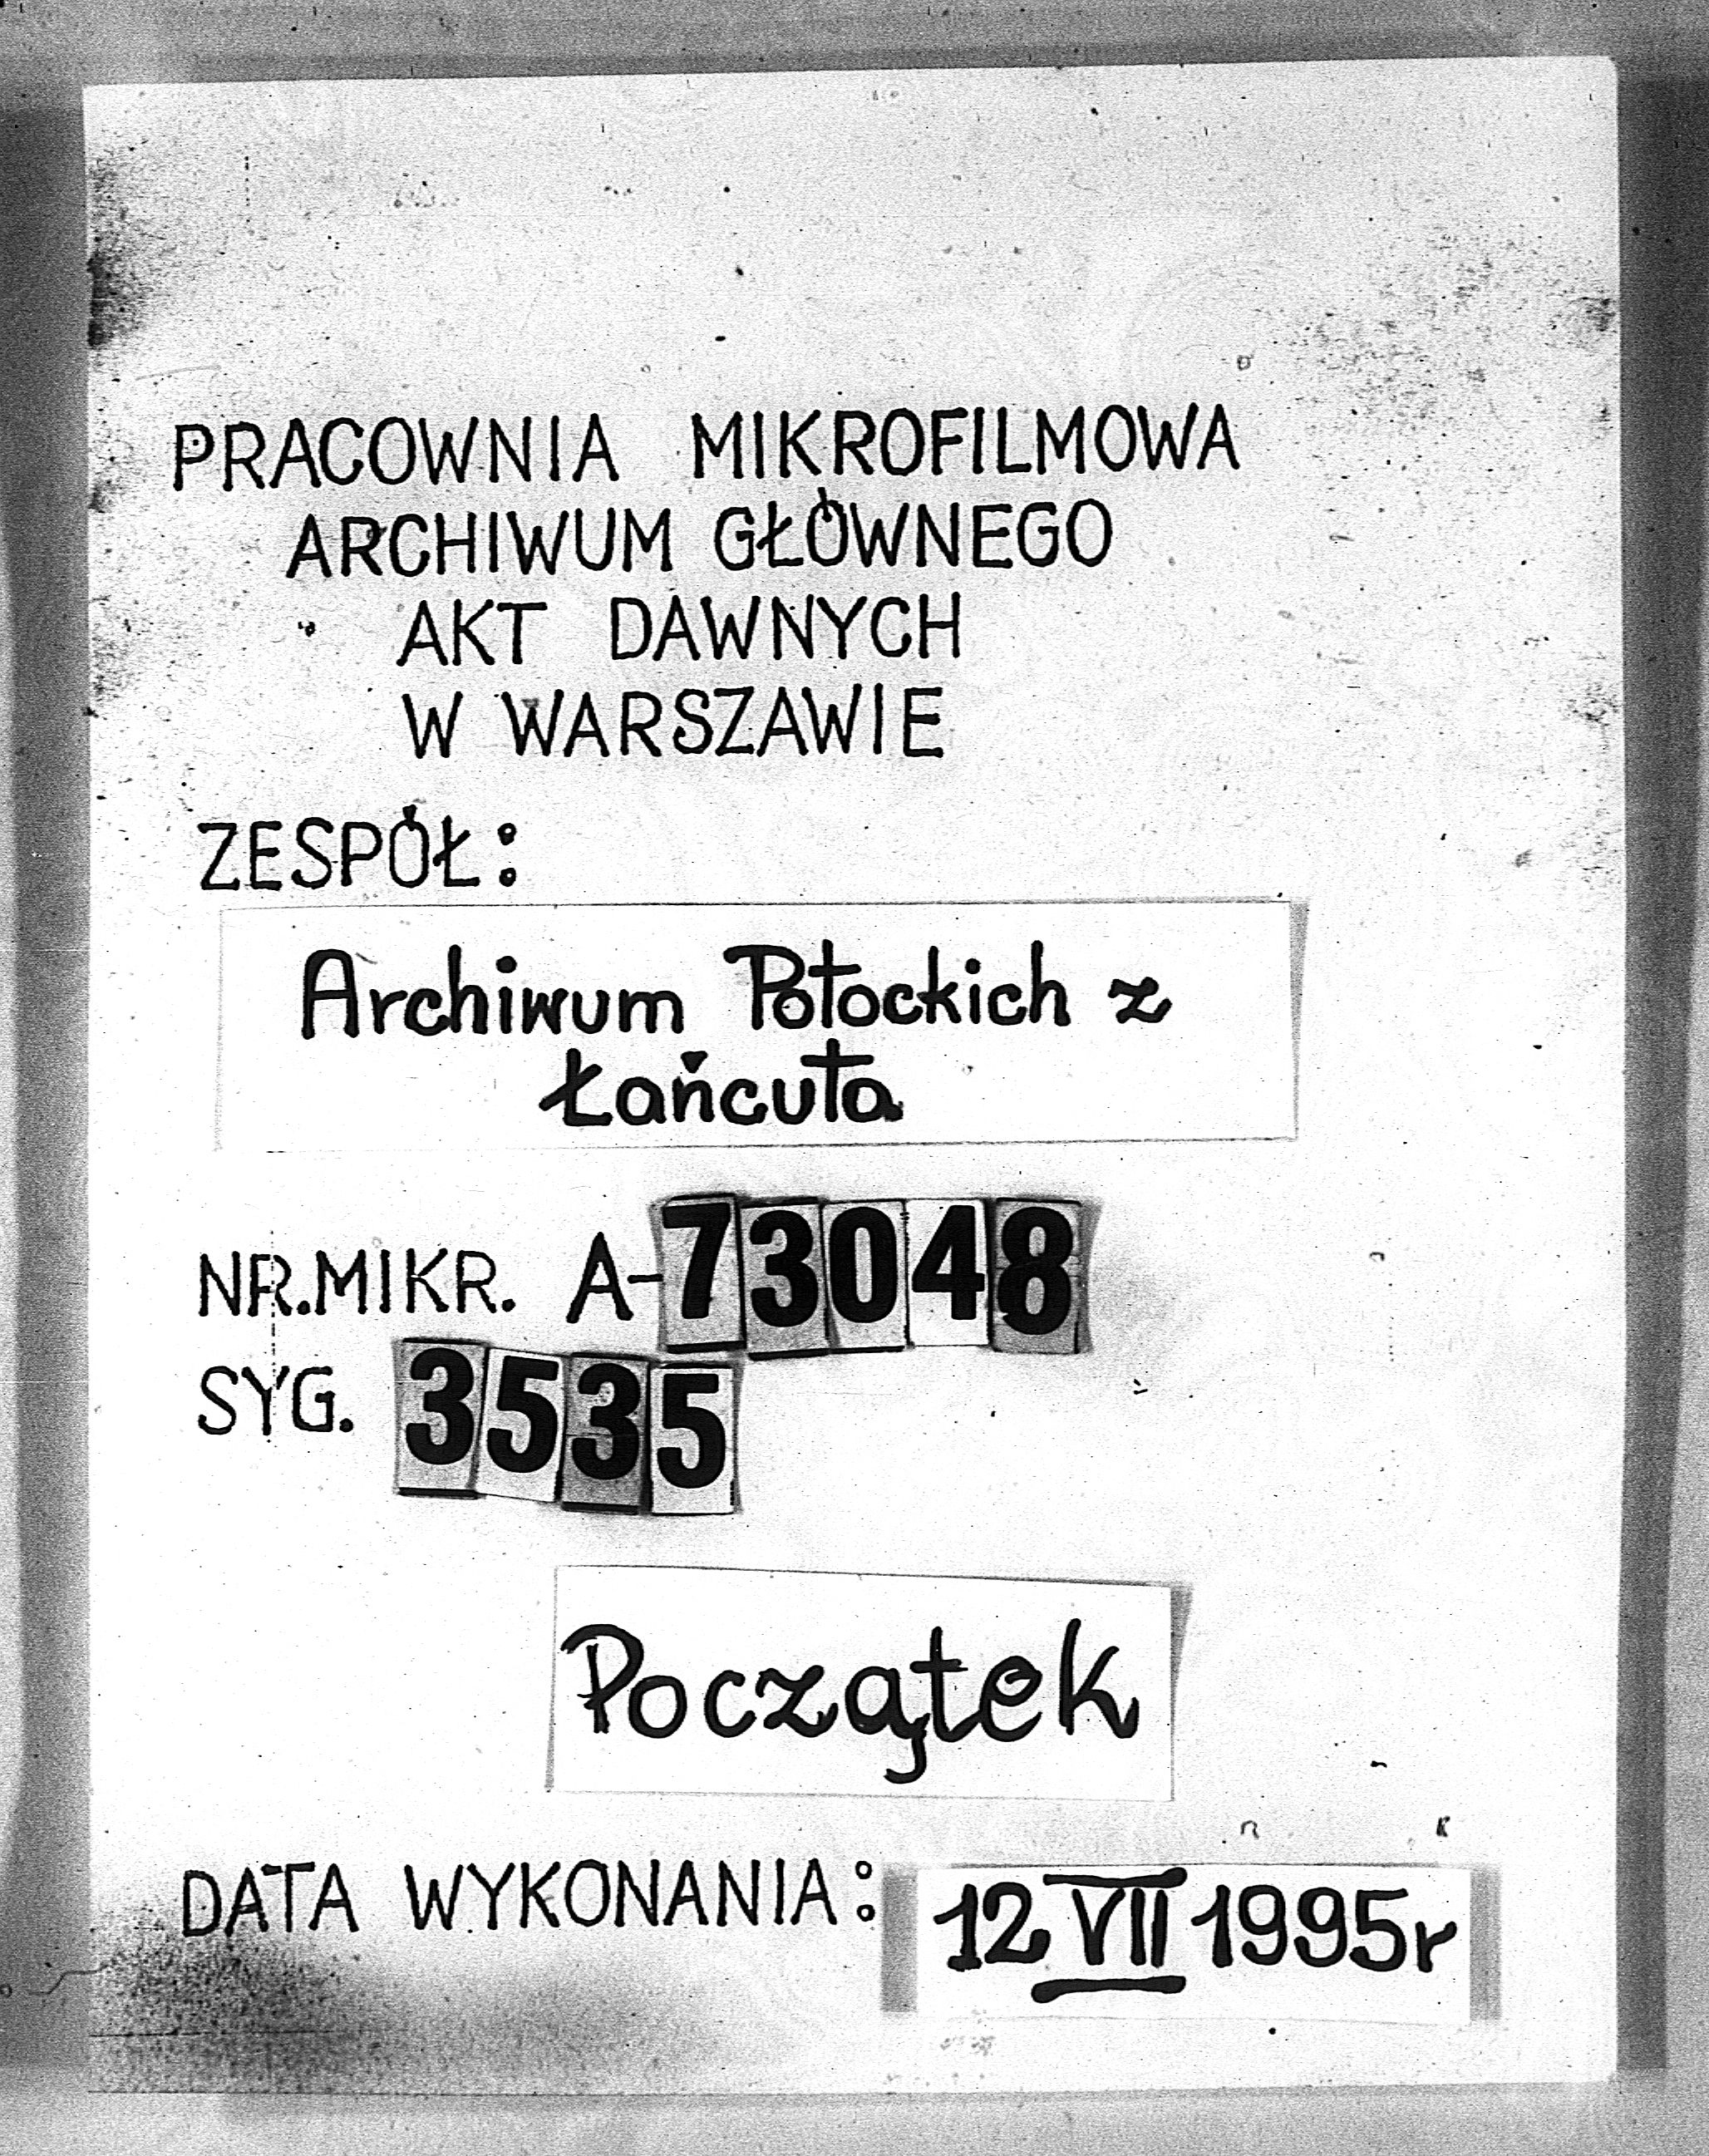 PRACOWNIA MIKROFILMOWA
ARCHIWUM GŁÓWNEGO
AKT DAWNYCH
W WARSZAWIE
ZESPÓŁ:
Archiwum Potockich z
Łańcuta
NR.MIKR. A-73048
SYG. 3535
Początek
DATA WYKONANIA: 12 VII 1995r